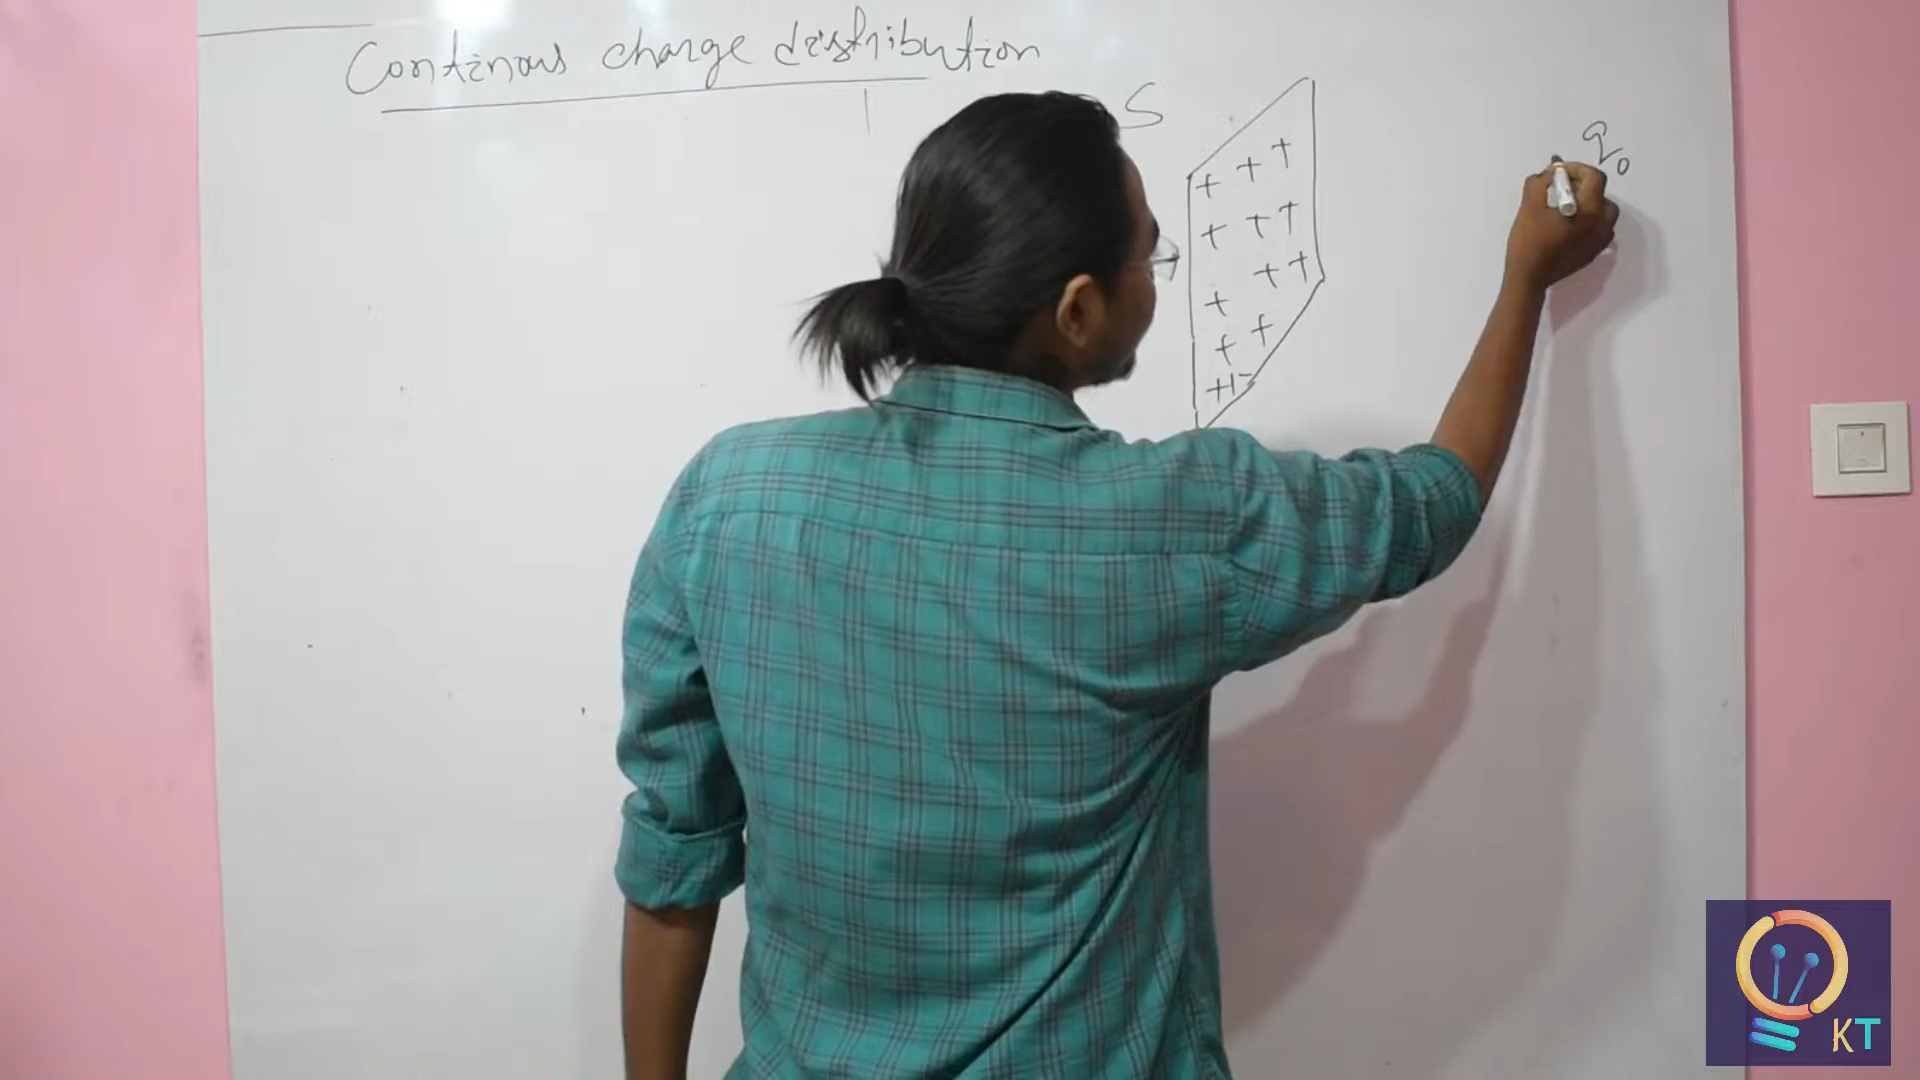 Continous charge distribution
S
q₀
+ + +
+ + +
+ +
+
+ +
+
KT